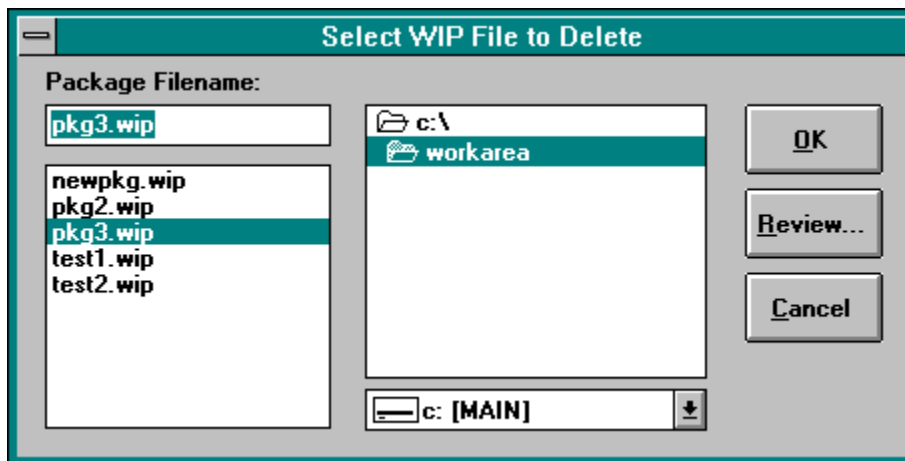 Select WIP File to Delete
Package Filename:
pkg3.wip
newpkg.wip
pkg2.wip
pkg3.wip
test1.wip
test2.wip
c:\
workarea
c: [MAIN]
OK
Review...
Cancel